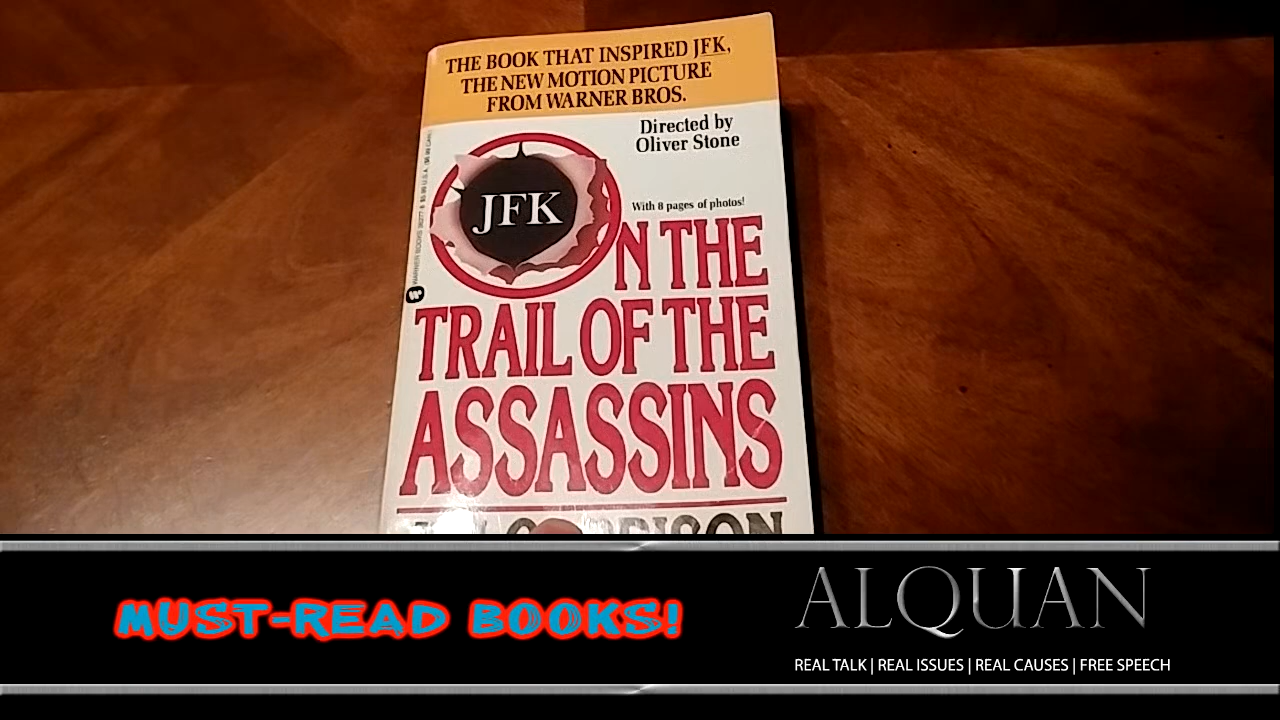 THE BOOK THAT INSPIRED JFK,
THE NEW MOTION PICTURE
FROM WARNER BROS.
Directed by
Oliver Stone
JFK
With 8 pages of photos!
N THE
TRAIL OF THE
ASSASSINS
WARNER BOOKS
MUST-READ BOOKS!
ALQUAN
REAL TALK | REAL ISSUES | REAL CAUSES | FREE SPEECH